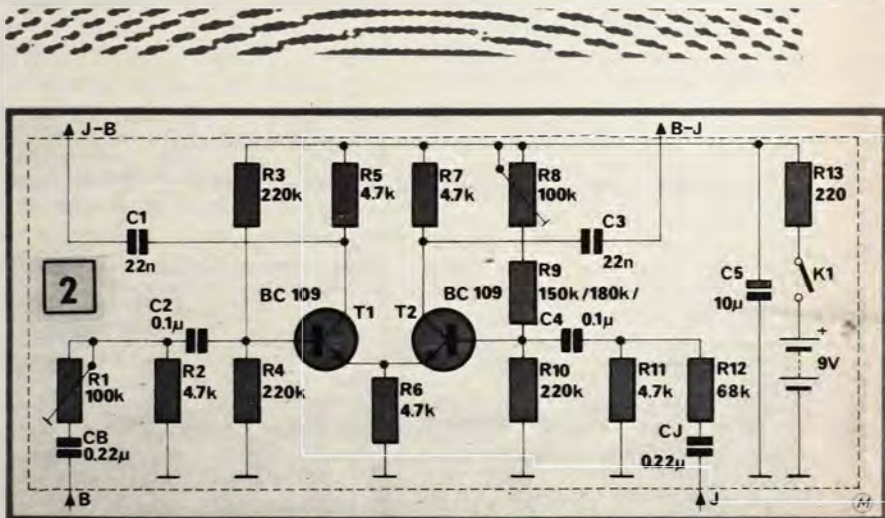 J-B
B-J
R3
220k
R5
4.7k
R7
4.7k
R8
100k
R13
220
C1
22n
C3
22n
R9
150k/180k/
K1
2
C5
10µ
BC 109
T1
T2
BC 109
C2
0.1µ
C4
0.1µ
+
9V
R1
100k
R2
4.7k
R4
220k
R6
4.7k
R10
220k
R11
4.7k
R12
68k
CB
0.22µ
CJ
0.22µ
B
J
M